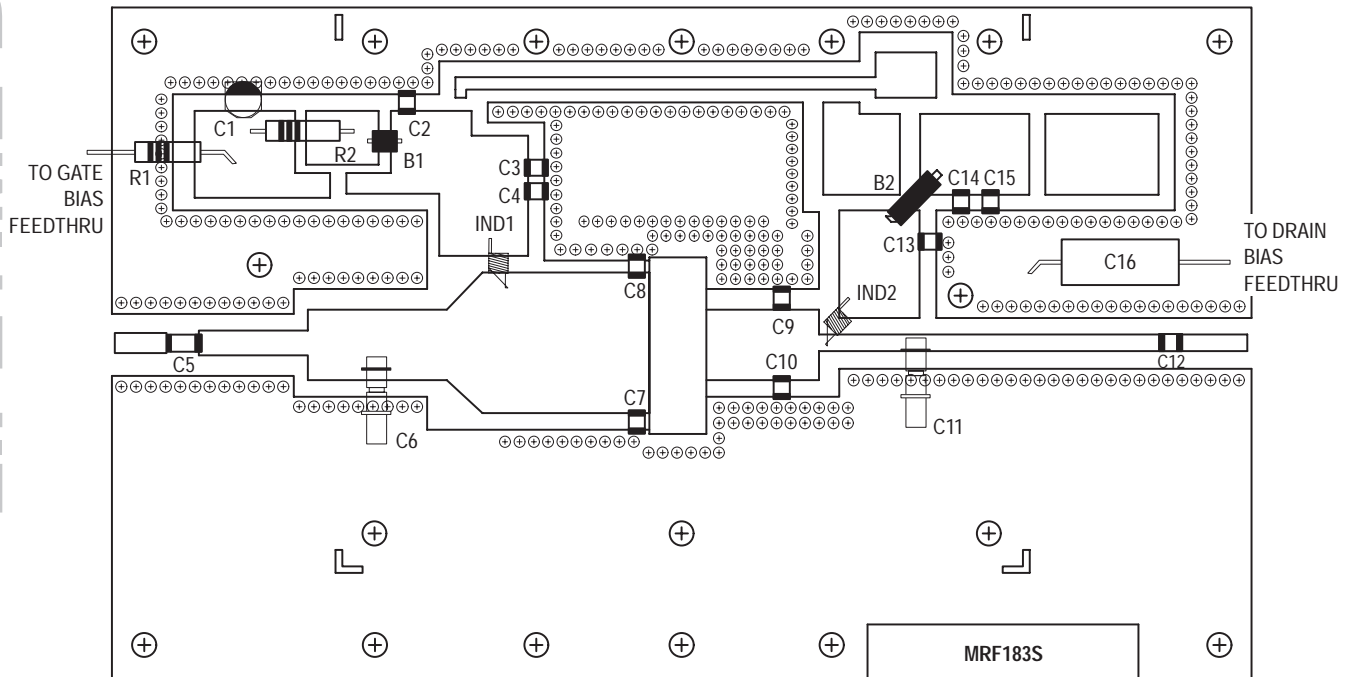 C1
C2
R2
B1
R1
C3
C4
TO GATE
BIAS
FEEDTHRU
IND1
B2
C14 C15
C13
TO DRAIN
BIAS
FEEDTHRU
C16
C8
IND2
C9
C5
C10
C12
C7
C6
C11
MRF183S